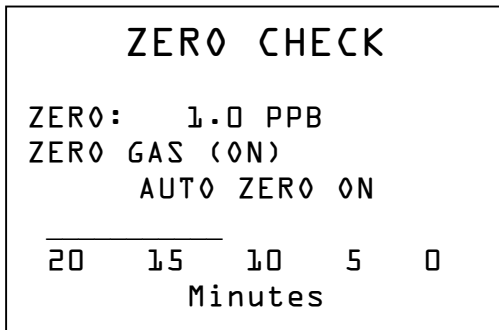 ZERO CHECK
ZERO: 1.0 PPB
ZERO GAS (ON)
AUTO ZERO ON
20 15 10 5 0
Minutes